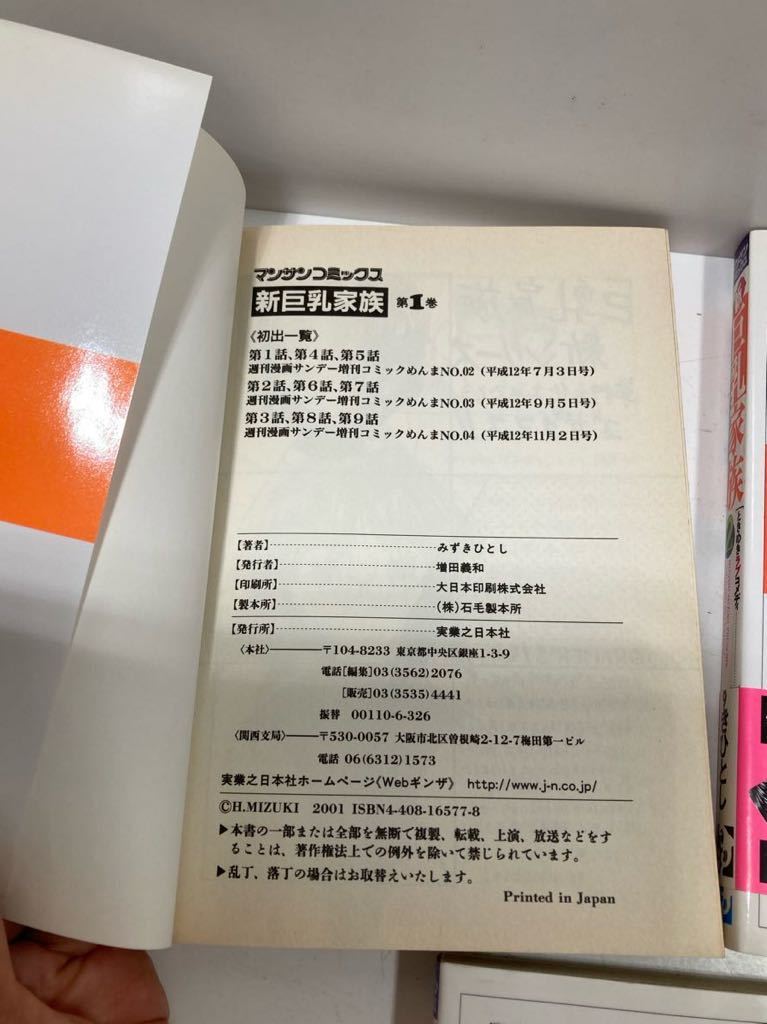 マンサンコミックス
新巨乳家族 第1巻
《初出一覧》
第1話、第4話、第5話
週刊漫画サンデー増刊コミックめんまNO.02(平成12年7月3日号)
第2話、第6話、第7話
週刊漫画サンデー増刊コミックめんまNO.03(平成12年9月5日号)
第3話、第8話、第9話
週刊漫画サンデー増刊コミックめんまNO.04(平成12年11月2日号)
【著者】……みずきひとし
【発行者】……増田義和
【印刷所】……大日本印刷株式会社
【製本所】……(株)石毛製本所
【発行所】……実業之日本社
〈本社〉――〒104-8233 東京都中央区銀座1-3-9
電話[編集]03(3562)2076
[販売]03(3535)4441
振替 00110-6-326
〈関西支局〉――〒530-0057 大阪市北区曽根崎2-12-7梅田第一ビル
電話 06(6312)1573
実業之日本社ホームページ《Webギンザ》 http://www.j-n.co.jp/
©H.MIZUKI 2001 ISBN4-408-16577-8
▶本書の一部または全部を無断で複製、転載、上演、放送などをす
ることは、著作権法上での例外を除いて禁じられています。
▶乱丁、落丁の場合はお取替えいたします。
Printed in Japan
巨乳家族
きひとし